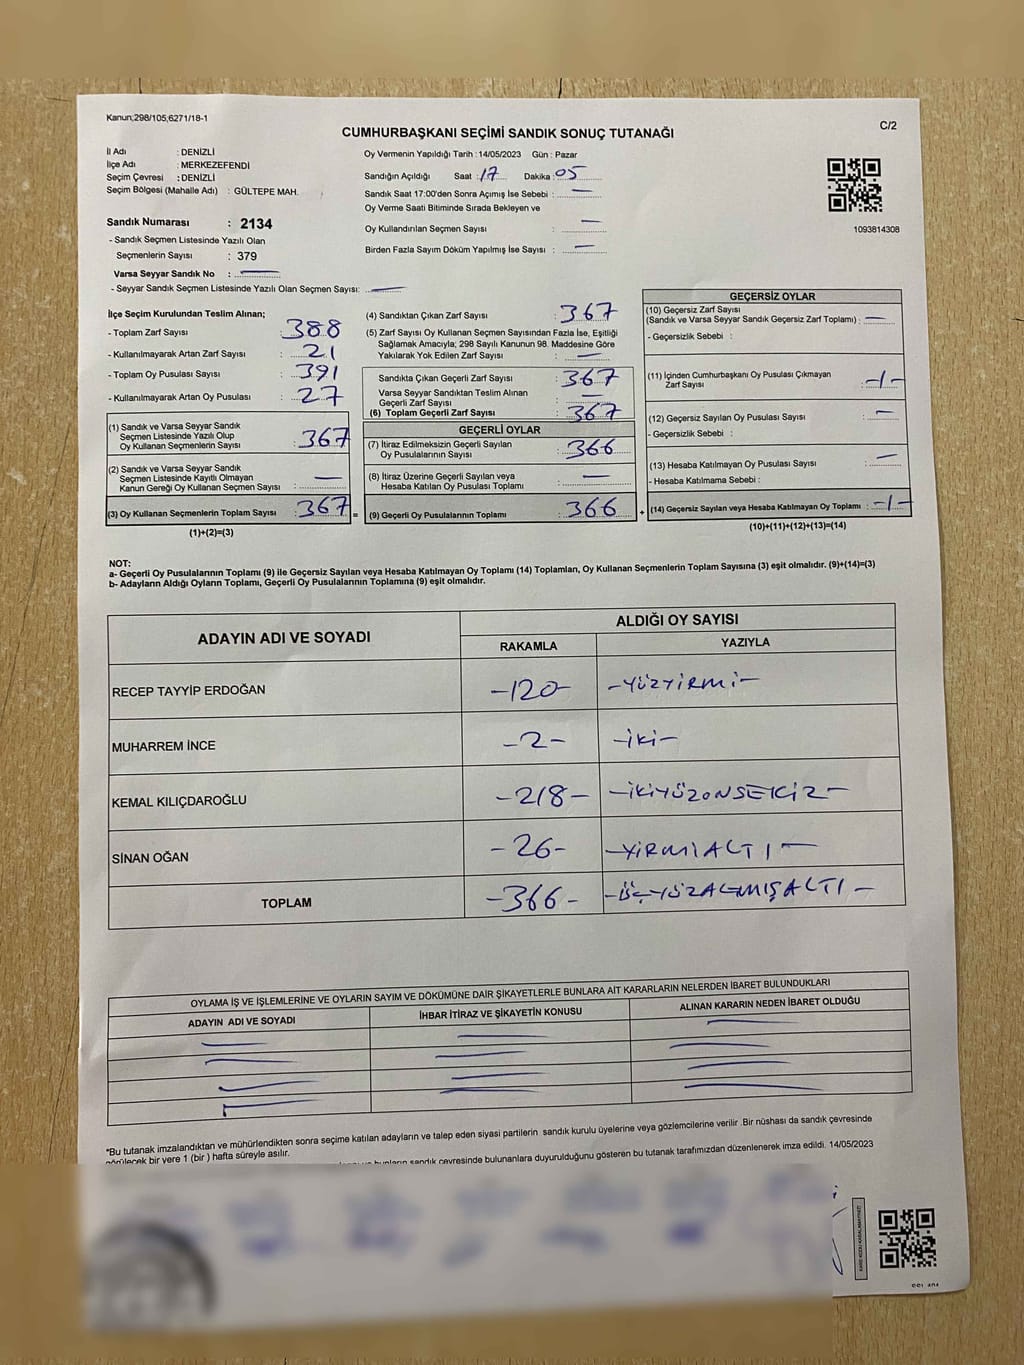 Kanun;298/105;6271/18-1
C/2
CUMHURBAŞKANI SEÇİMİ SANDIK SONUÇ TUTANAĞI
İl Adı : DENİZLİ
İlçe Adı : MERKEZEFENDİ
Seçim Çevresi : DENİZLİ
Seçim Bölgesi (Mahalle Adı) : GÜLTEPE MAH.
Sandık Numarası : 2134
- Sandık Seçmen Listesinde Yazılı Olan
Seçmenlerin Sayısı : 379
Varsa Seyyar Sandık No :
- Seyyar Sandık Seçmen Listesinde Yazılı Olan Seçmen Sayısı:
Oy Vermenin Yapıldığı Tarih : 14/05/2023 Gün : Pazar
Sandığın Açıldığı Saat : 17 Dakika : 05
Sandık Saat 17:00'den Sonra Açımış İse Sebebi :
Oy Verme Saati Bitiminde Sırada Bekleyen ve
Oy Kullandırılan Seçmen Sayısı :
Birden Fazla Sayım Döküm Yapılmış İse Sayısı :
1093814308
İlçe Seçim Kurulundan Teslim Alınan;
- Toplam Zarf Sayısı : 388
- Kullanılmayarak Artan Zarf Sayısı : 21
- Toplam Oy Pusulası Sayısı : 391
- Kullanılmayarak Artan Oy Pusulası : 27
(1) Sandık ve Varsa Seyyar Sandık
Seçmen Listesinde Yazılı Olup
Oy Kullanan Seçmenlerin Sayısı : 367
(2) Sandık ve Varsa Seyyar Sandık
Seçmen Listesinde Kayıtlı Olmayan
Kanun Gereği Oy Kullanan Seçmen Sayısı : —
(3) Oy Kullanan Seçmenlerin Toplam Sayısı : 367 =
(1)+(2)=(3)
(4) Sandıktan Çıkan Zarf Sayısı : 367
(5) Zarf Sayısı Oy Kullanan Seçmen Sayısından Fazla İse, Eşitliği
Sağlamak Amacıyla; 298 Sayılı Kanunun 98. Maddesine Göre
Yakılarak Yok Edilen Zarf Sayısı : —
Sandıkta Çıkan Geçerli Zarf Sayısı : 367
Varsa Seyyar Sandıktan Teslim Alınan
Geçerli Zarf Sayısı : —
(6) Toplam Geçerli Zarf Sayısı : 367
GEÇERLİ OYLAR
(7) İtiraz Edilmeksizin Geçerli Sayılan
Oy Pusulalarının Sayısı : 366
(8) İtiraz Üzerine Geçerli Sayılan veya
Hesaba Katılan Oy Pusulası Toplamı : —
(9) Geçerli Oy Pusulalarının Toplamı : 366 +
GEÇERSİZ OYLAR
(10) Geçersiz Zarf Sayısı
(Sandık ve Varsa Seyyar Sandık Geçersiz Zarf Toplamı) : —
- Geçersizlik Sebebi :
(11) İçinden Cumhurbaşkanı Oy Pusulası Çıkmayan
Zarf Sayısı : -1-
(12) Geçersiz Sayılan Oy Pusulası Sayısı : —
- Geçersizlik Sebebi :
(13) Hesaba Katılmayan Oy Pusulası Sayısı : —
- Hesaba Katılmama Sebebi :
(14) Geçersiz Sayılan veya Hesaba Katılmayan Oy Toplamı : -1-
(10)+(11)+(12)+(13)=(14)
NOT:
a- Geçerli Oy Pusulalarının Toplamı (9) ile Geçersiz Sayılan veya Hesaba Katılmayan Oy Toplamı (14) Toplamları, Oy Kullanan Seçmenlerin Toplam Sayısına (3) eşit olmalıdır. (9)+(14)=(3)
b- Adayların Aldığı Oyların Toplamı, Geçerli Oy Pusulalarının Toplamına (9) eşit olmalıdır.
ADAYIN ADI VE SOYADI
ALDIĞI OY SAYISI
RAKAMLA YAZIYLA
RECEP TAYYİP ERDOĞAN -120- -YÜZYİRMİ-
MUHARREM İNCE -2- -İKİ-
KEMAL KILIÇDAROĞLU -218- -İKİYÜZONSEKİZ-
SİNAN OĞAN -26- -YİRMİALTI-
TOPLAM -366- -ÜÇYÜZALTMIŞALTI-
OYLAMA İŞ VE İŞLEMLERİNE VE OYLARIN SAYIM VE DÖKÜMÜNE DAİR ŞİKAYETLERLE BUNLARA AİT KARARLARIN NELERDEN İBARET BULUNDUKLARI
ADAYIN ADI VE SOYADI İHBAR İTİRAZ VE ŞİKAYETİN KONUSU ALINAN KARARIN NEDEN İBARET OLDUĞU
*Bu tutanak imzalandıktan ve mühürlendikten sonra seçime katılan adayların ve talep eden siyasi partilerin sandık kurulu üyelerine veya gözlemcilerine verilir .Bir nüshası da sandık çevresinde
görülecek bir yere 1 (bir ) hafta süreyle asılır.
bunların sandık çevresinde bulunanlara duyurulduğunu gösteren bu tutanak tarafımızdan düzenlenerek imza edildi. 14/05/2023